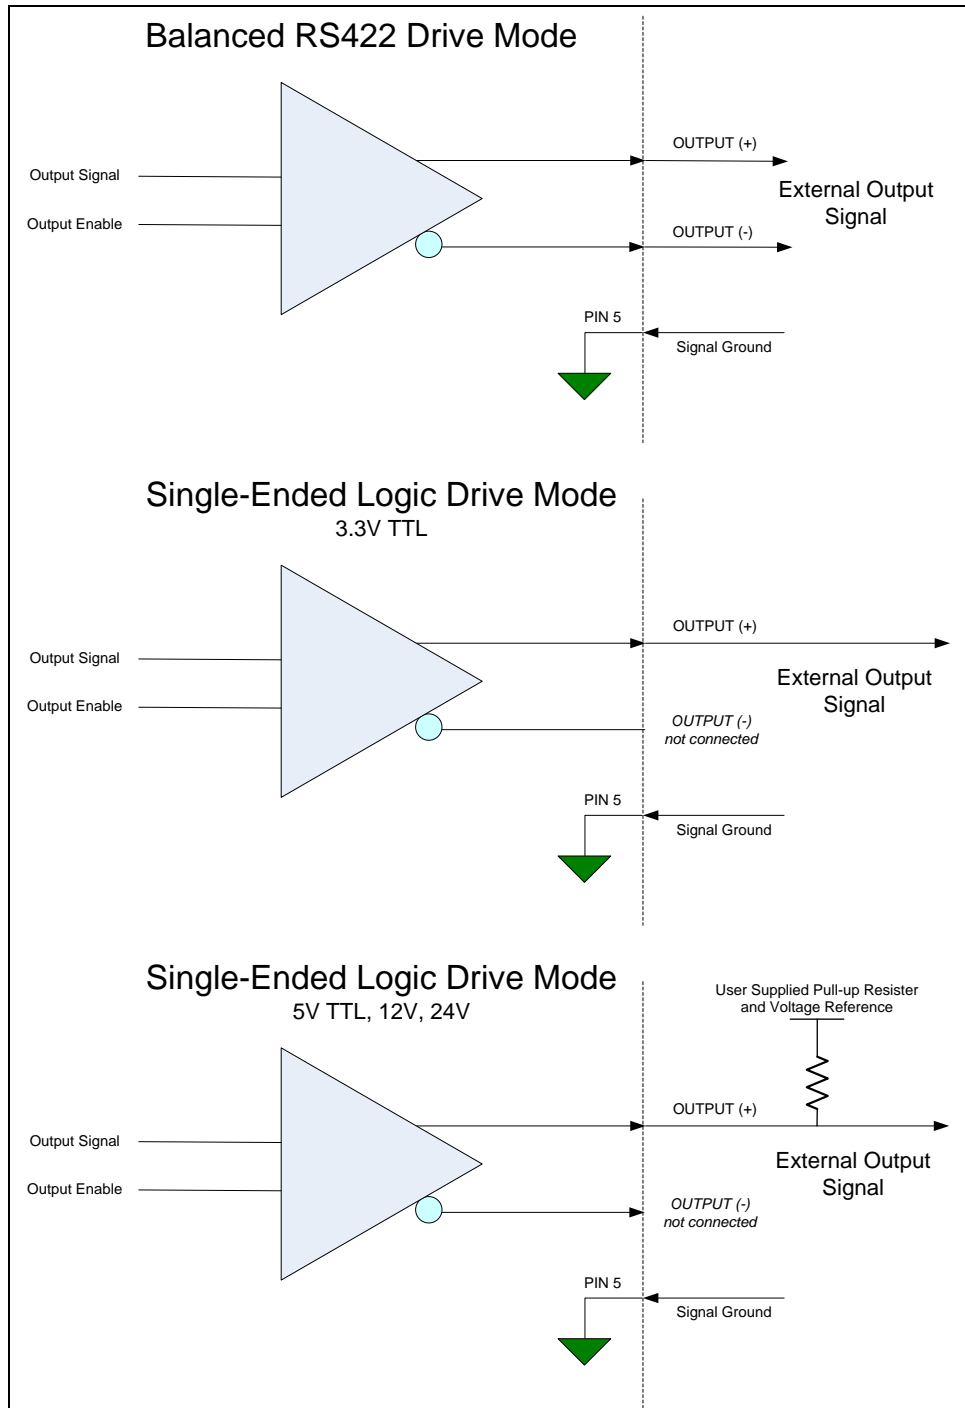 Balanced RS422 Drive Mode
OUTPUT (+)
Output Signal
External Output
Signal
Output Enable
OUTPUT (-)
PIN 5
Signal Ground
Single-Ended Logic Drive Mode
3.3V TTL
OUTPUT (+)
Output Signal
External Output
Signal
Output Enable
OUTPUT (-)
not connected
PIN 5
Signal Ground
Single-Ended Logic Drive Mode
5V TTL, 12V, 24V
User Supplied Pull-up Resister
and Voltage Reference
OUTPUT (+)
Output Signal
External Output
Signal
Output Enable
OUTPUT (-)
not connected
PIN 5
Signal Ground